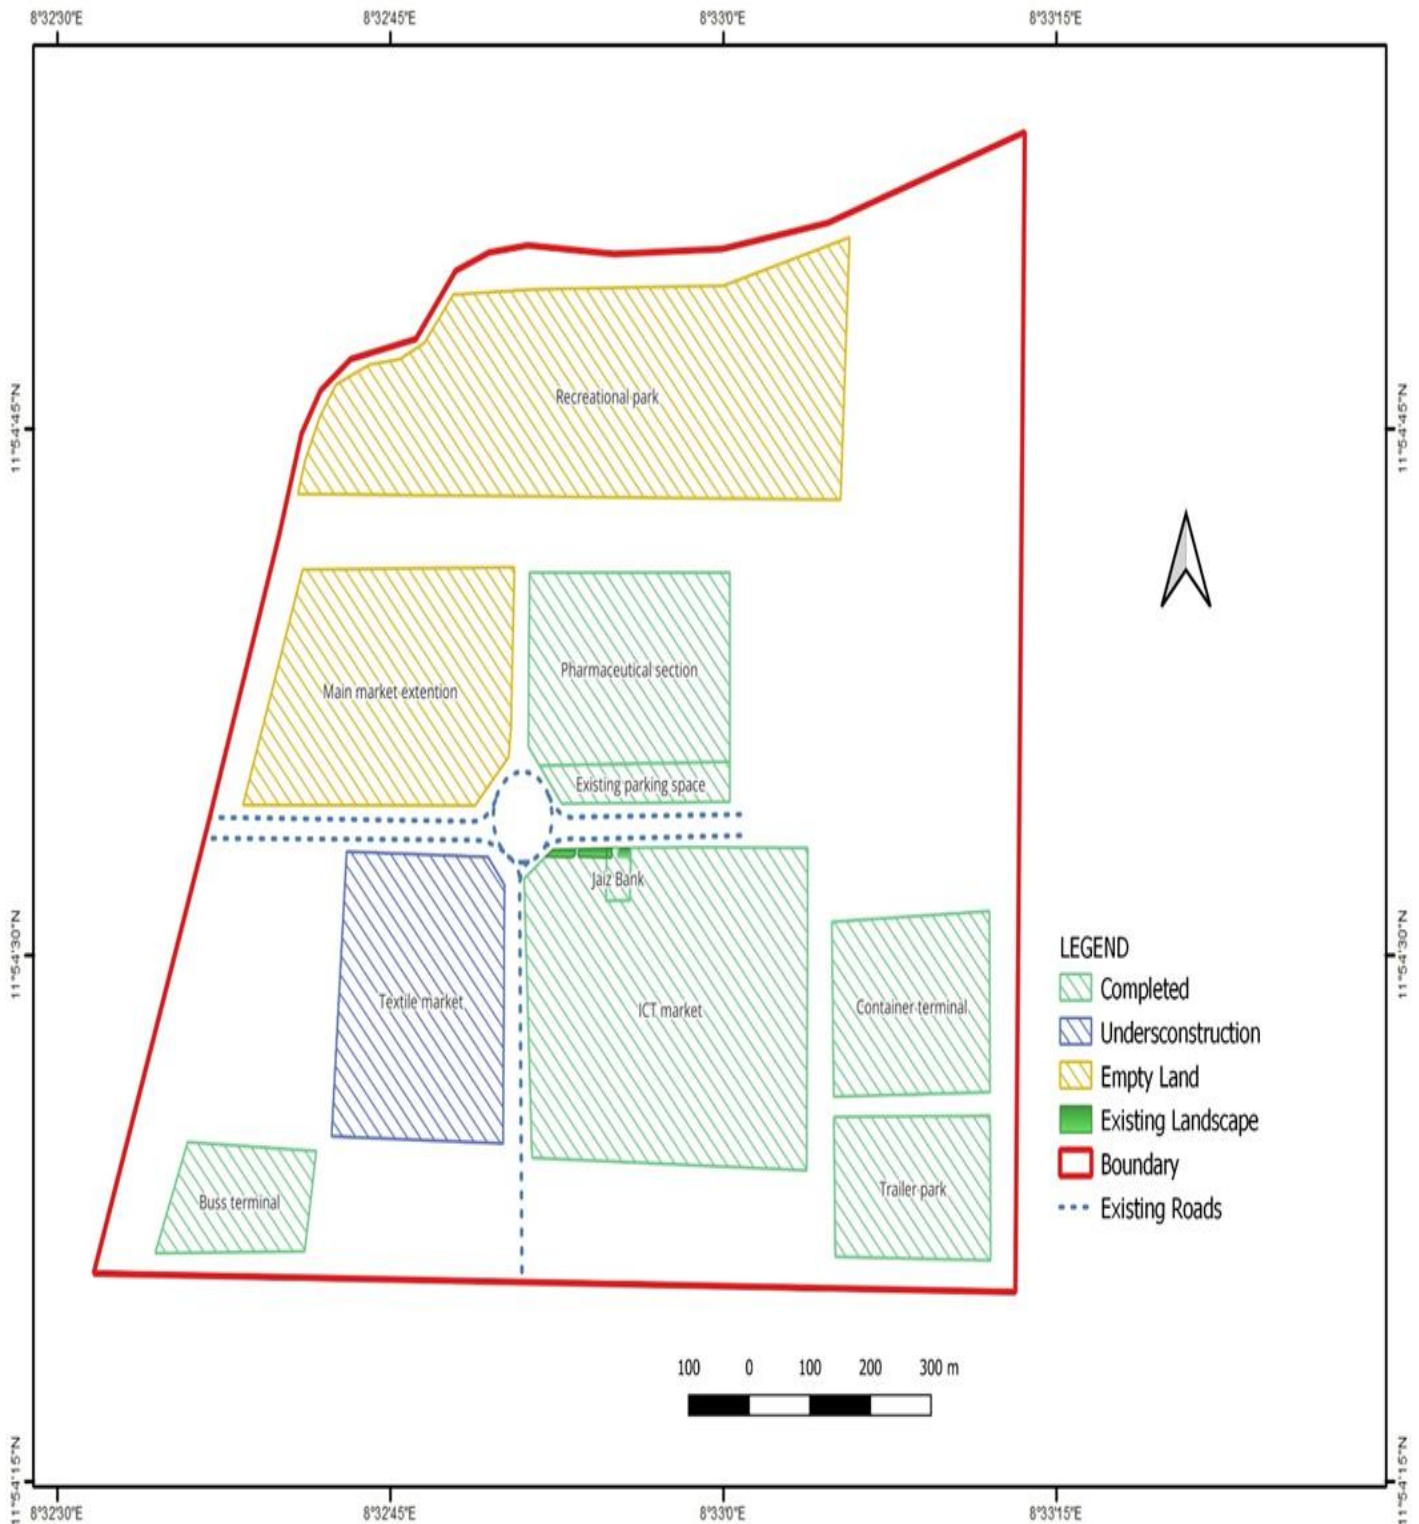 8°32'30"E 8°32'45"E 8°33'0"E 8°33'15"E
Recreational park
11°54'45"N 11°54'45"N
Pharmaceutical section
Main market extention
Existing parking space
Jaiz Bank
11°54'30"N 11°54'30"N
Textile market
ICT market
Container terminal
Buss terminal
Trailer park
LEGEND
Completed
Undersconstruction
Empty Land
Existing Landscape
Boundary
Existing Roads
100 0 100 200 300 m
11°54'15"N 11°54'15"N
8°32'30"E 8°32'45"E 8°33'0"E 8°33'15"E